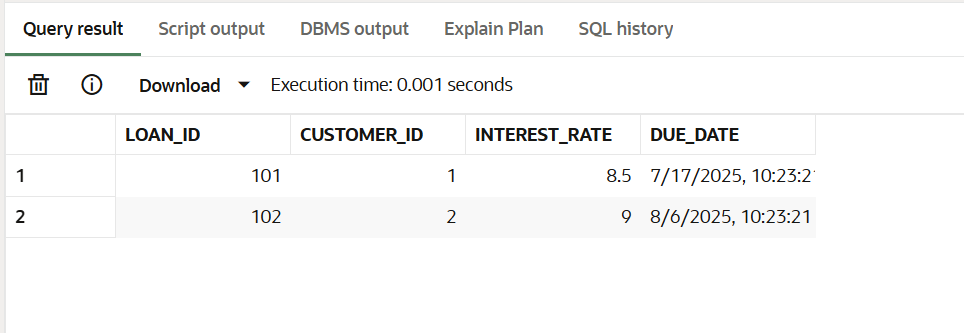 Query result Script output DBMS output Explain Plan SQL history
Download Execution time: 0.001 seconds
LOAN_ID CUSTOMER_ID INTEREST_RATE DUE_DATE
1 101 1 8.5 7/17/2025, 10:23:21
2 102 2 9 8/6/2025, 10:23:21